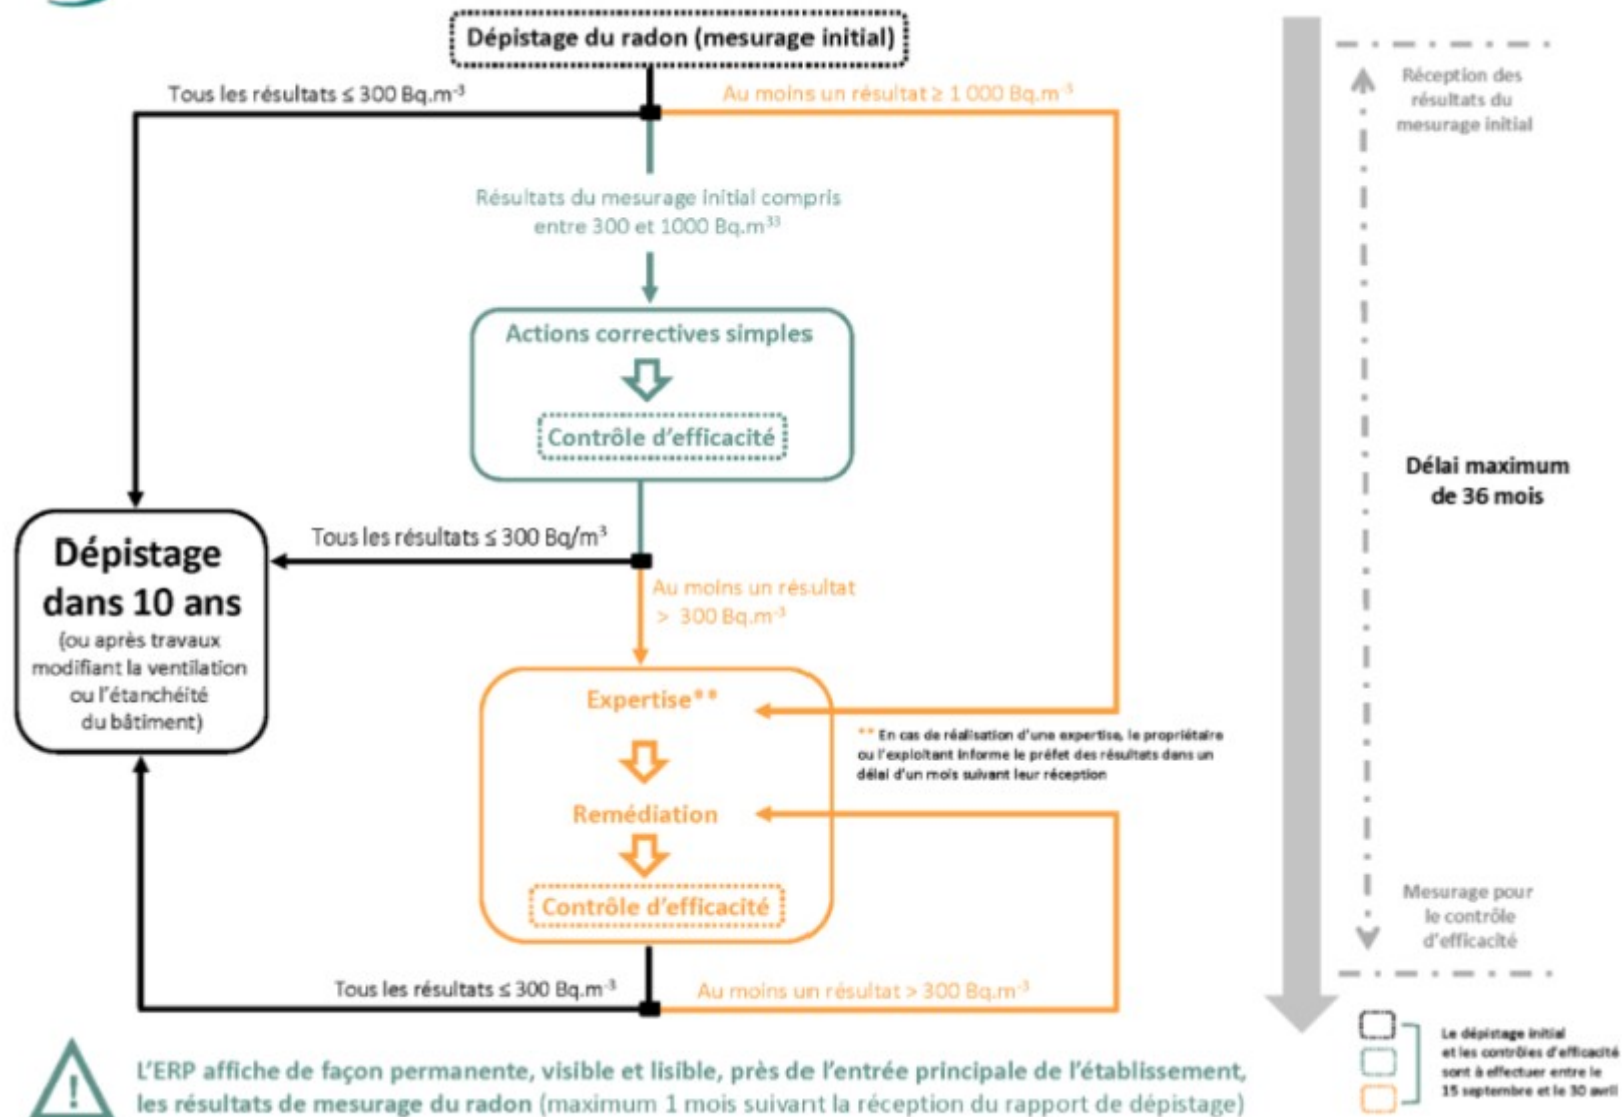 Dépistage du radon (mesurage initial)
Tous les résultats ≤ 300 Bq.m⁻³
Au moins un résultat ≥ 1 000 Bq.m⁻³
Réception des
résultats du
mesurage initial
Résultats du mesurage initial compris
entre 300 et 1000 Bq.m³³
Actions correctives simples
Contrôle d'efficacité
Délai maximum
de 36 mois
Tous les résultats ≤ 300 Bq/m³
Dépistage
dans 10 ans
(ou après travaux
modifiant la ventilation
ou l'étanchéité
du bâtiment)
Au moins un résultat
> 300 Bq.m⁻³
Expertise**
** En cas de réalisation d'une expertise, le propriétaire
ou l'exploitant informe le préfet des résultats dans un
délai d'un mois suivant leur réception
Remédiation
Contrôle d'efficacité
Mesurage pour
le contrôle
d'efficacité
Tous les résultats ≤ 300 Bq.m⁻³
Au moins un résultat > 300 Bq.m⁻³
Le dépistage initial
et les contrôles d'efficacité
sont à effectuer entre le
15 septembre et le 30 avril
!
L'ERP affiche de façon permanente, visible et lisible, près de l'entrée principale de l'établissement,
les résultats de mesurage du radon (maximum 1 mois suivant la réception du rapport de dépistage)